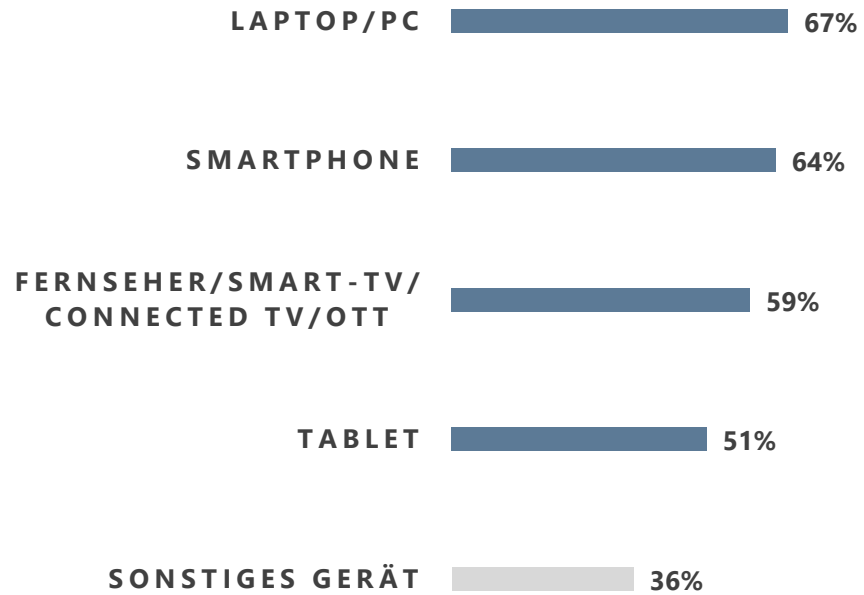 LAPTOP/PC 67%
SMARTPHONE 64%
FERNSEHER/SMART-TV/
CONNECTED TV/OTT 59%
TABLET 51%
SONSTIGES GERÄT 36%